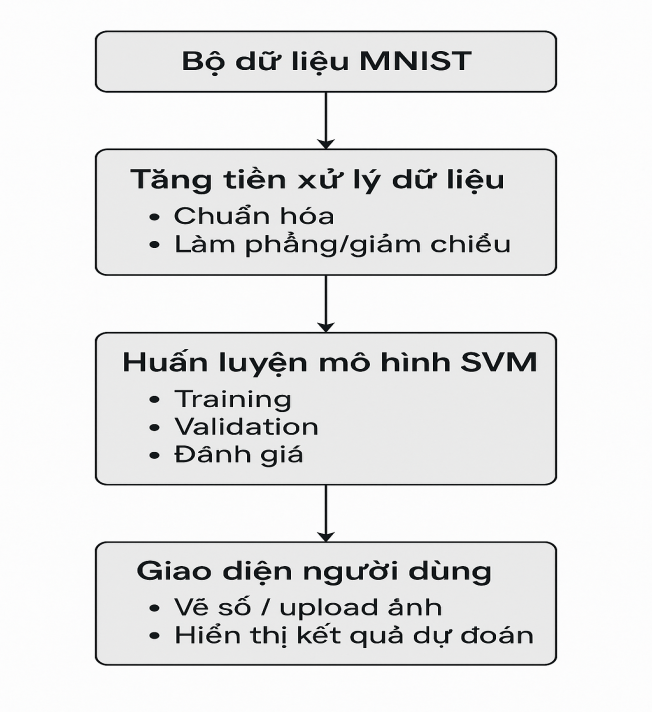 Bộ dữ liệu MNIST
Tăng tiền xử lý dữ liệu
• Chuẩn hóa
• Làm phẳng/giảm chiều
Huấn luyện mô hình SVM
• Training
• Validation
• Đânh giá
Giao diện người dùng
• Vẽ số / upload ảnh
• Hiển thị kết quả dự đoán